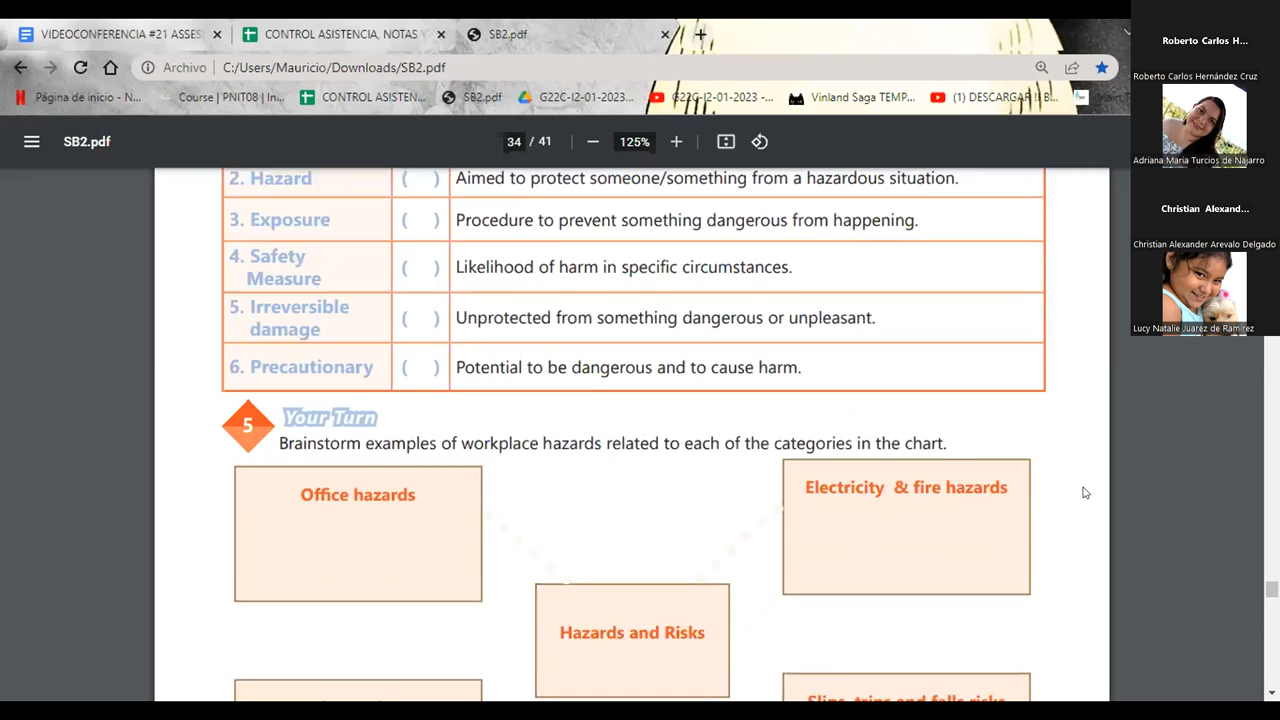 VIDEOCONFERENCIA #21 ASSES
CONTROL ASISTENCIA, NOTAS Y
SB2.pdf
Archivo
C:/Users/Mauricio/Downloads/SB2.pdf
Página de inicio - N...
Course | PNIT08 | In...
CONTROL ASISTEN...
SB2.pdf
G22C-I2-01-2023...
G22C-I2-01-2023 -...
Vinland Saga TEMP...
(1) DESCARGAR !! B...
SB2.pdf
34 / 41
125%
2. Hazard ( ) Aimed to protect someone/something from a hazardous situation.
3. Exposure ( ) Procedure to prevent something dangerous from happening.
4. Safety
Measure ( ) Likelihood of harm in specific circumstances.
5. Irreversible
damage ( ) Unprotected from something dangerous or unpleasant.
6. Precautionary ( ) Potential to be dangerous and to cause harm.
5 Your Turn
Brainstorm examples of workplace hazards related to each of the categories in the chart.
Office hazards
Electricity & fire hazards
Hazards and Risks
Slips, trips and falls risks
Roberto Carlos H...
Roberto Carlos Hernández Cruz
Adriana Maria Turcios de Najarro
Christian Alexand...
Christian Alexander Arevalo Delgado
Lucy Natalie Juarez de Ramirez